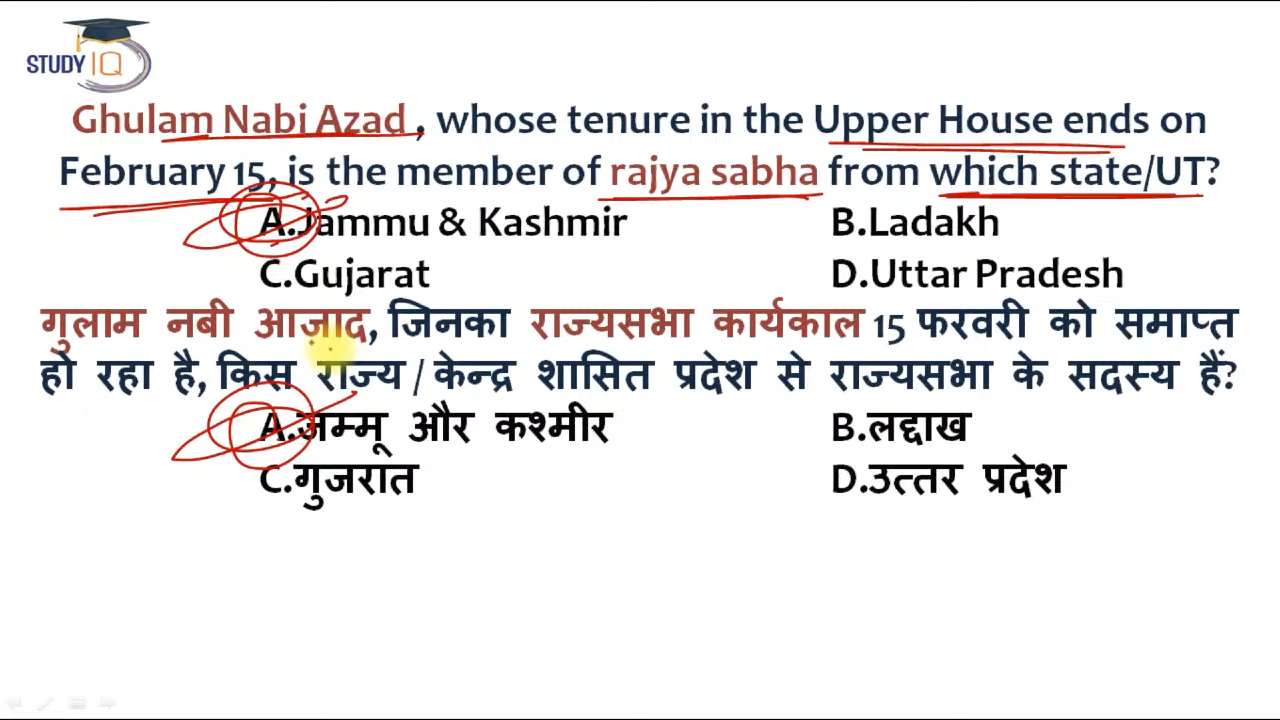 STUDY IQ
Ghulam Nabi Azad , whose tenure in the Upper House ends on
February 15, is the member of rajya sabha from which state/UT?
A.Jammu & Kashmir B.Ladakh
C.Gujarat D.Uttar Pradesh
गुलाम नबी आज़ाद, जिनका राज्यसभा कार्यकाल 15 फरवरी को समाप्त
हो रहा है, किस राज्य / केन्द्र शासित प्रदेश से राज्यसभा के सदस्य हैं?
A.जम्मू और कश्मीर B.लद्दाख
C.गुजरात D.उत्तर प्रदेश